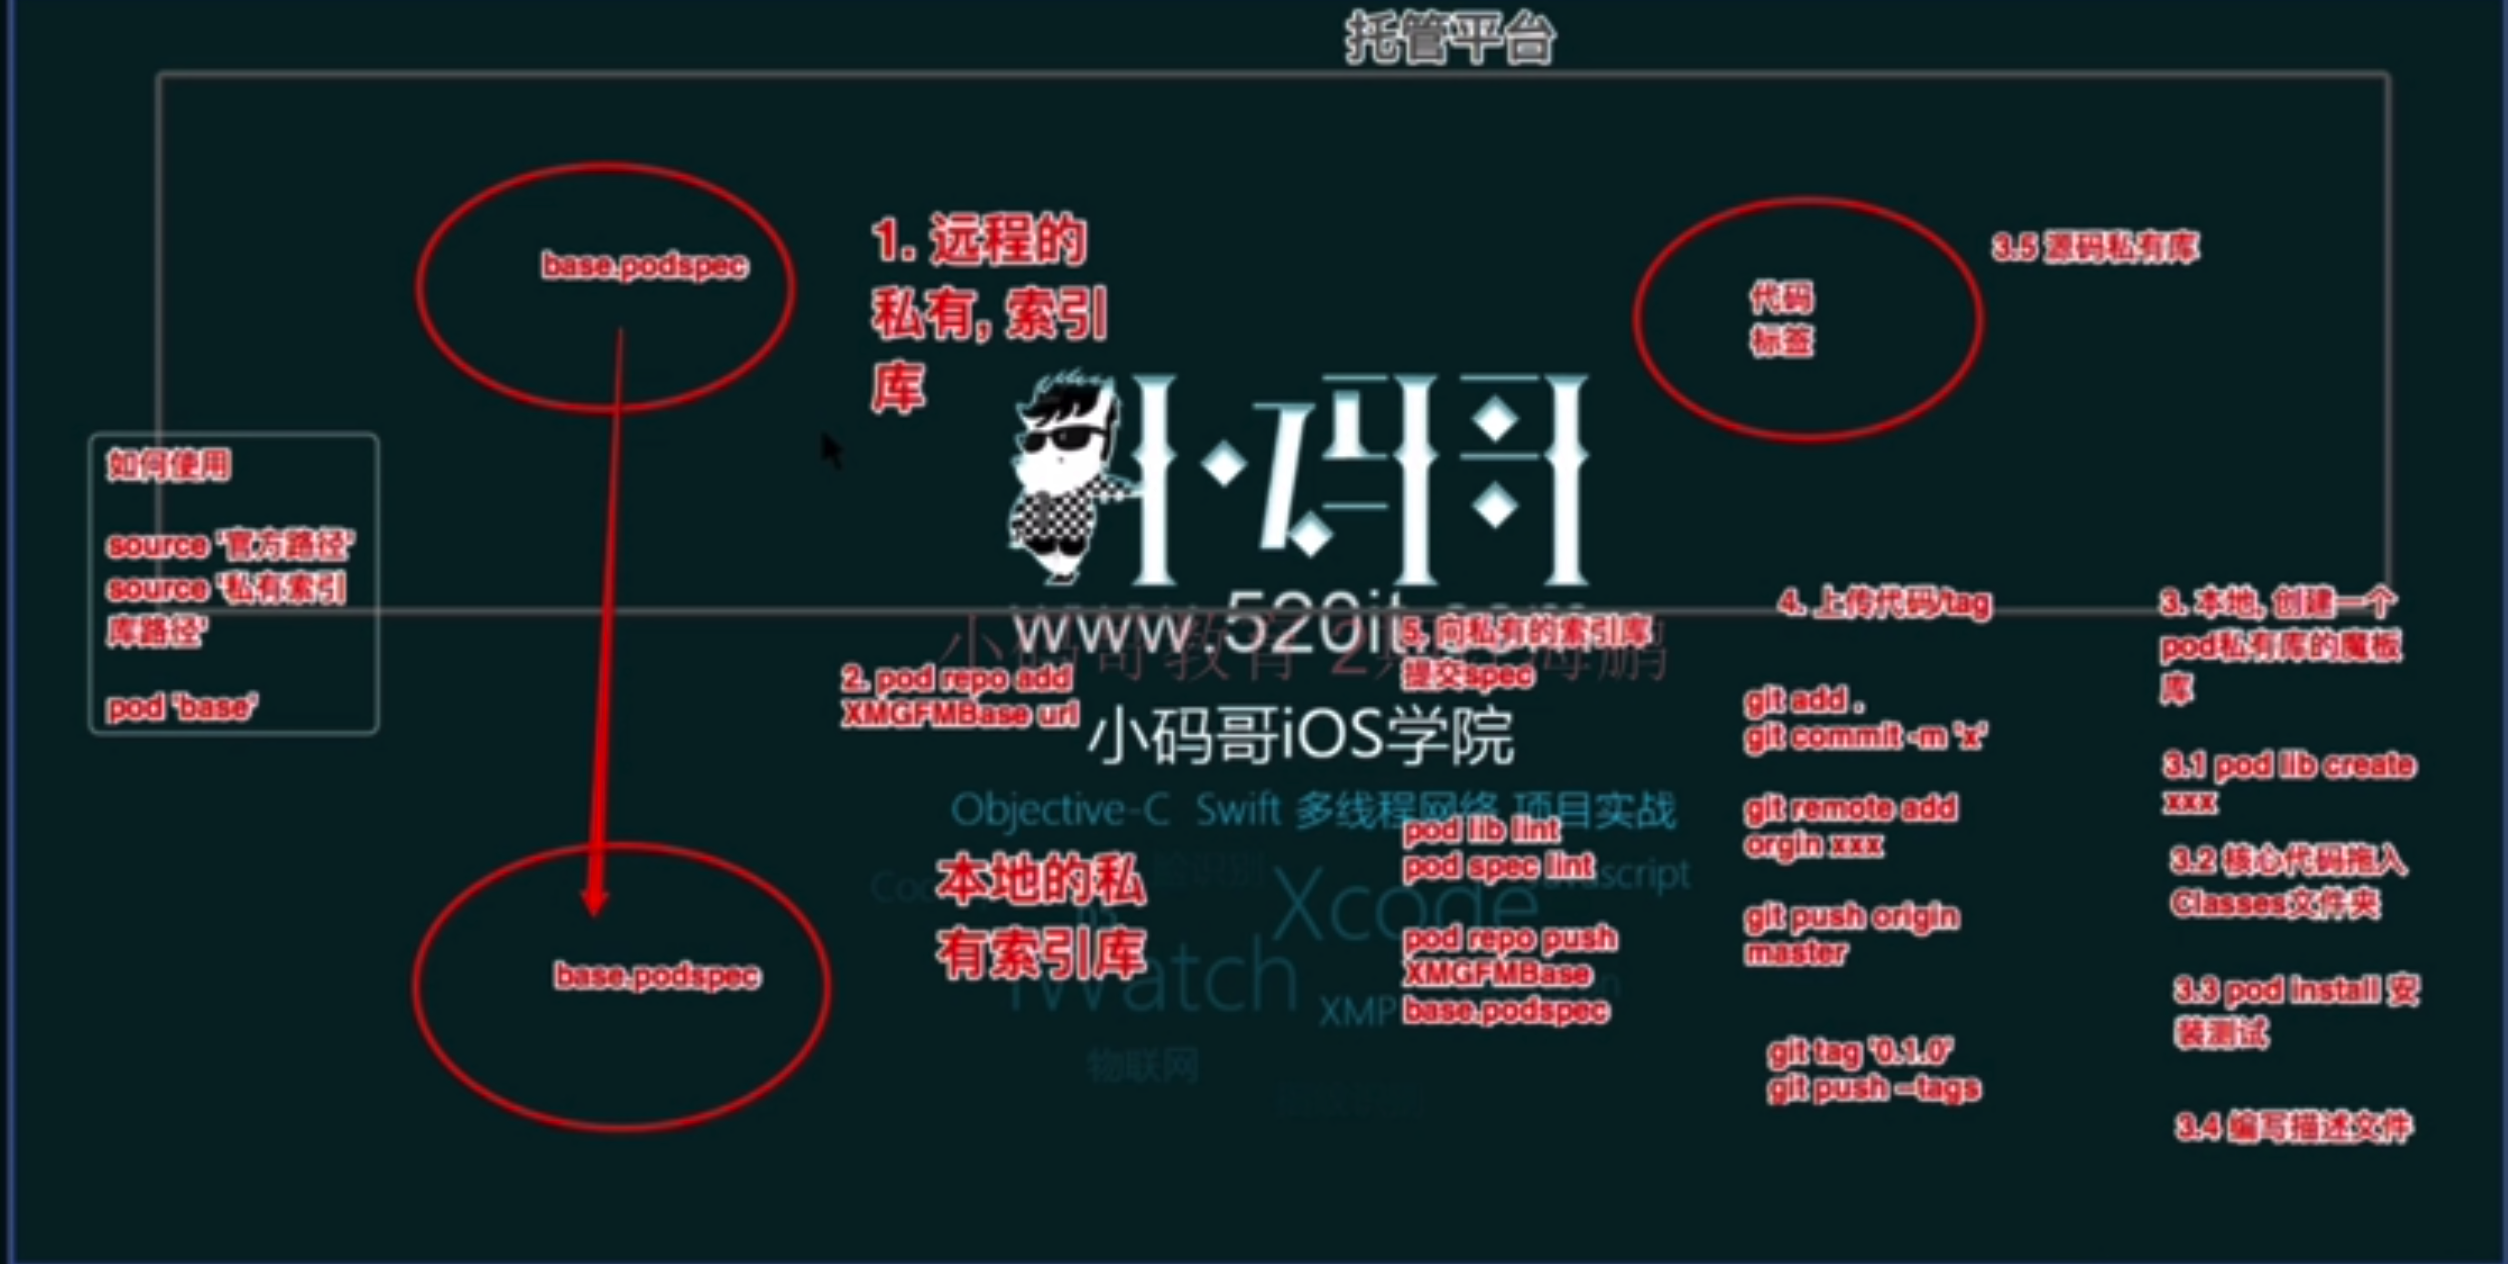 托管平台
base.podspec
1. 远程的
私有, 索引
库
代码
标签
3.5 源码私有库
如何使用
source '官方路径'
source '私有索引
库路径'
pod 'base'
小码哥
www.520it.com
小码哥iOS学院
Objective-C Swift 多线程网络 项目实战
Xcode
iWatch
XMP
物联网
2. pod repo add
XMGFMBase url
本地的私
有索引库
base.podspec
5. 向私有的索引库
提交spec
pod lib lint
pod spec lint
pod repo push
XMGFMBase
base.podspec
4. 上传代码/tag
git add .
git commit -m 'x'
git remote add
orgin xxx
git push origin
master
git tag '0.1.0'
git push --tags
3. 本地, 创建一个
pod私有库的魔板
库
3.1 pod lib create
xxx
3.2 核心代码拖入
Classes文件夹
3.3 pod install 安
装测试
3.4 编写描述文件